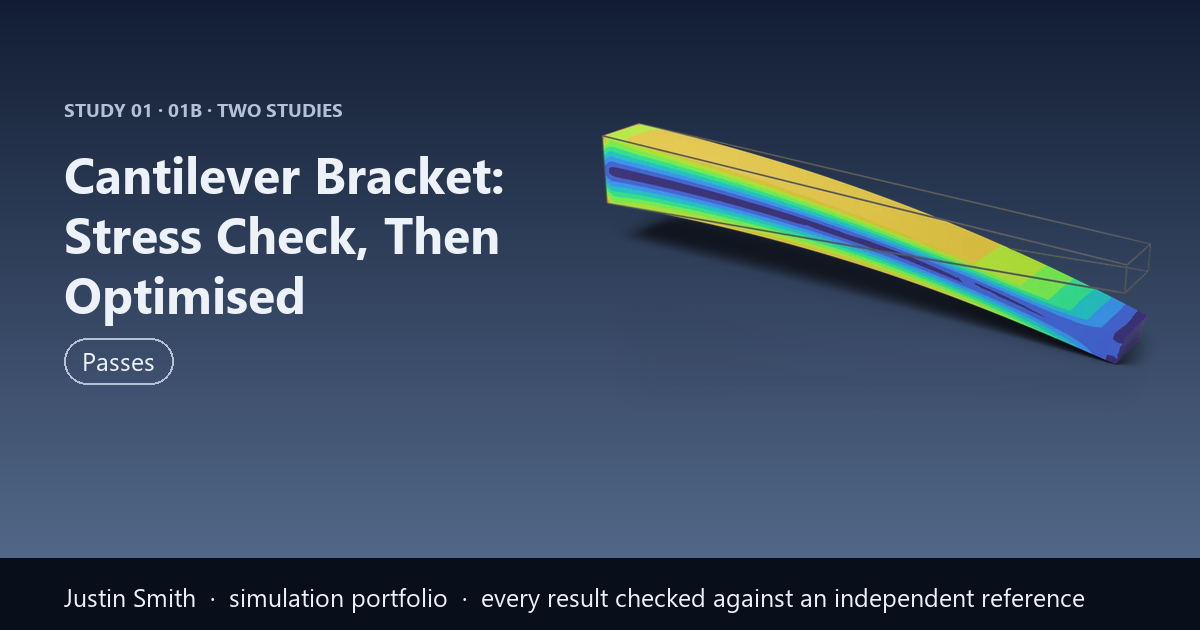 STUDY 01 · 01B · TWO STUDIES
Cantilever Bracket:
Stress Check, Then
Optimised
Passes
Justin Smith · simulation portfolio · every result checked against an independent reference